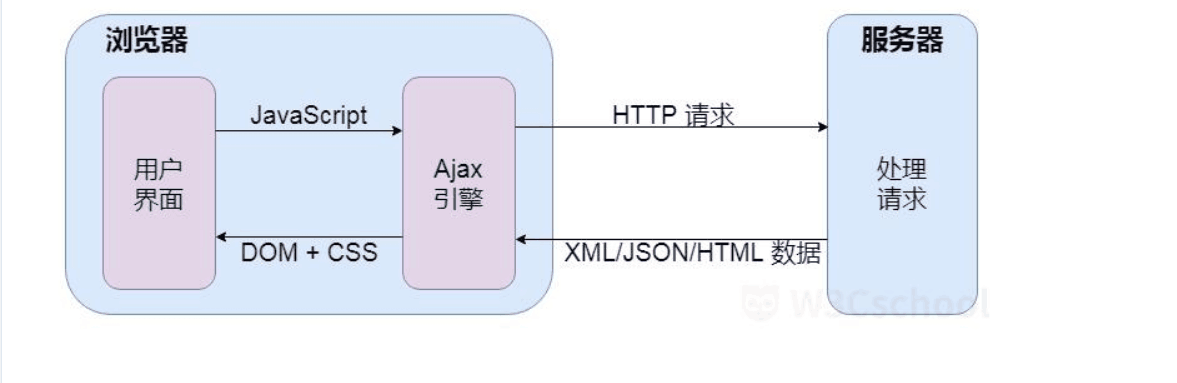 浏览器
服务器
JavaScript
HTTP 请求
用户
界面
Ajax
引擎
处理
请求
DOM + CSS
XML/JSON/HTML 数据
W3Cschool